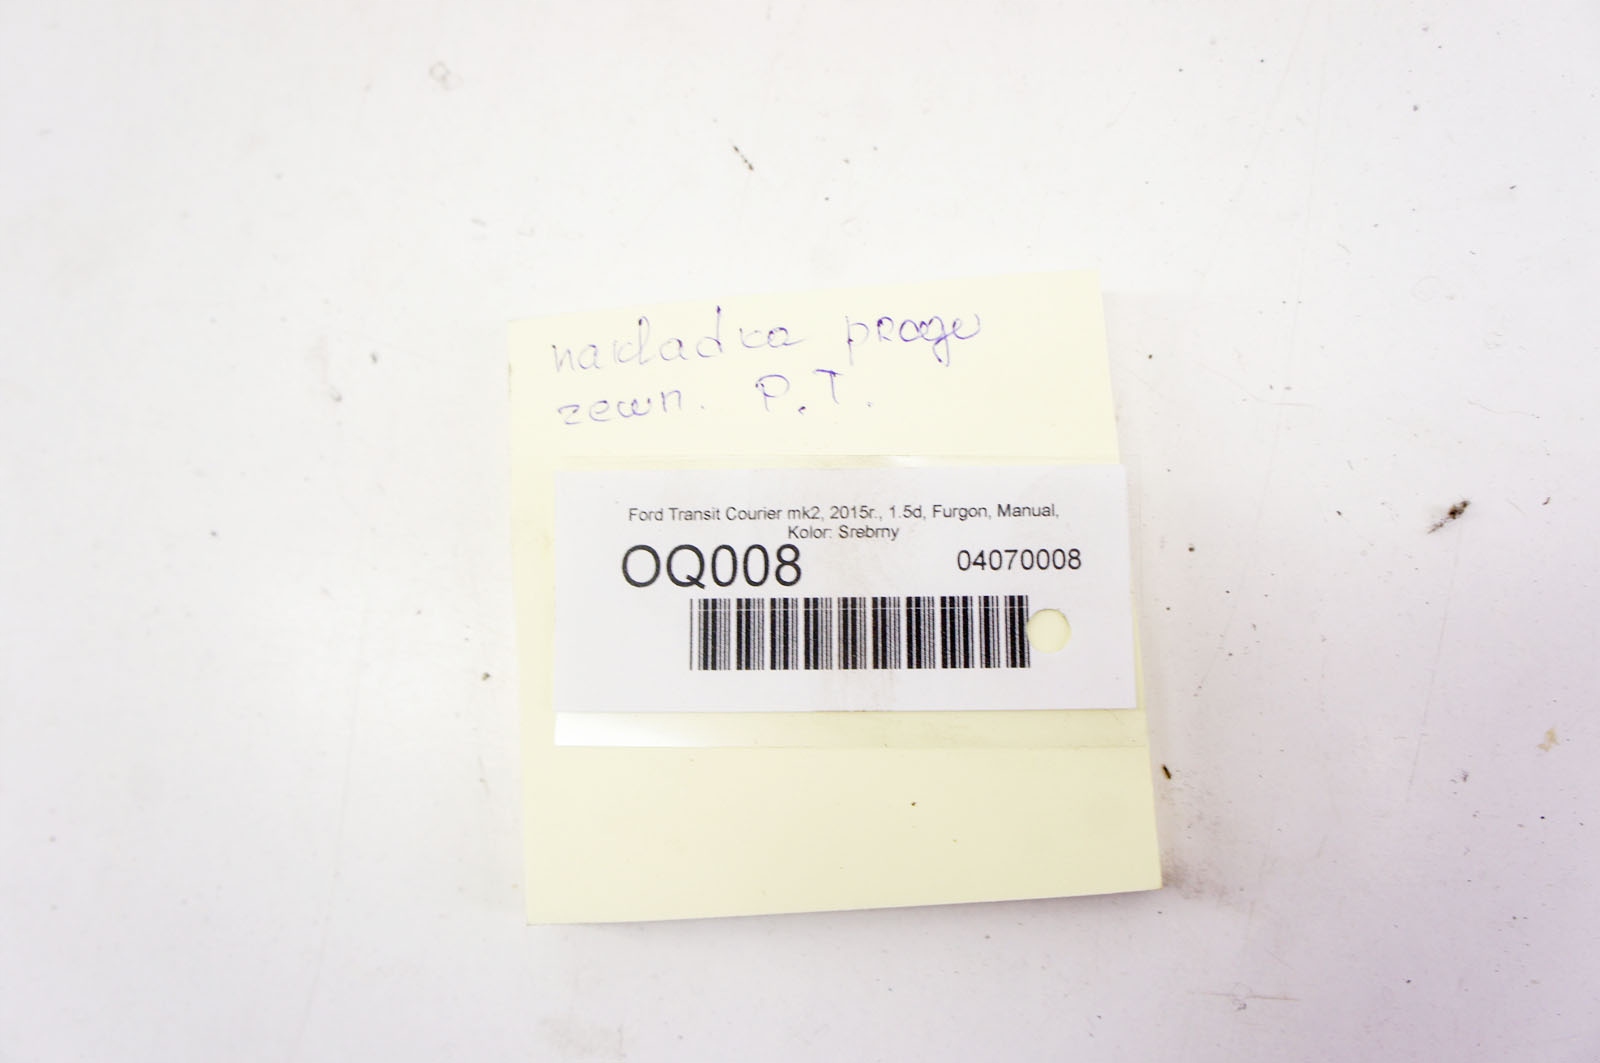 nakładka progu
zewn. P.T.
Ford Transit Courier mk2, 2015r., 1.5d, Furgon, Manual,
Kolor: Srebrny
OQ008 04070008